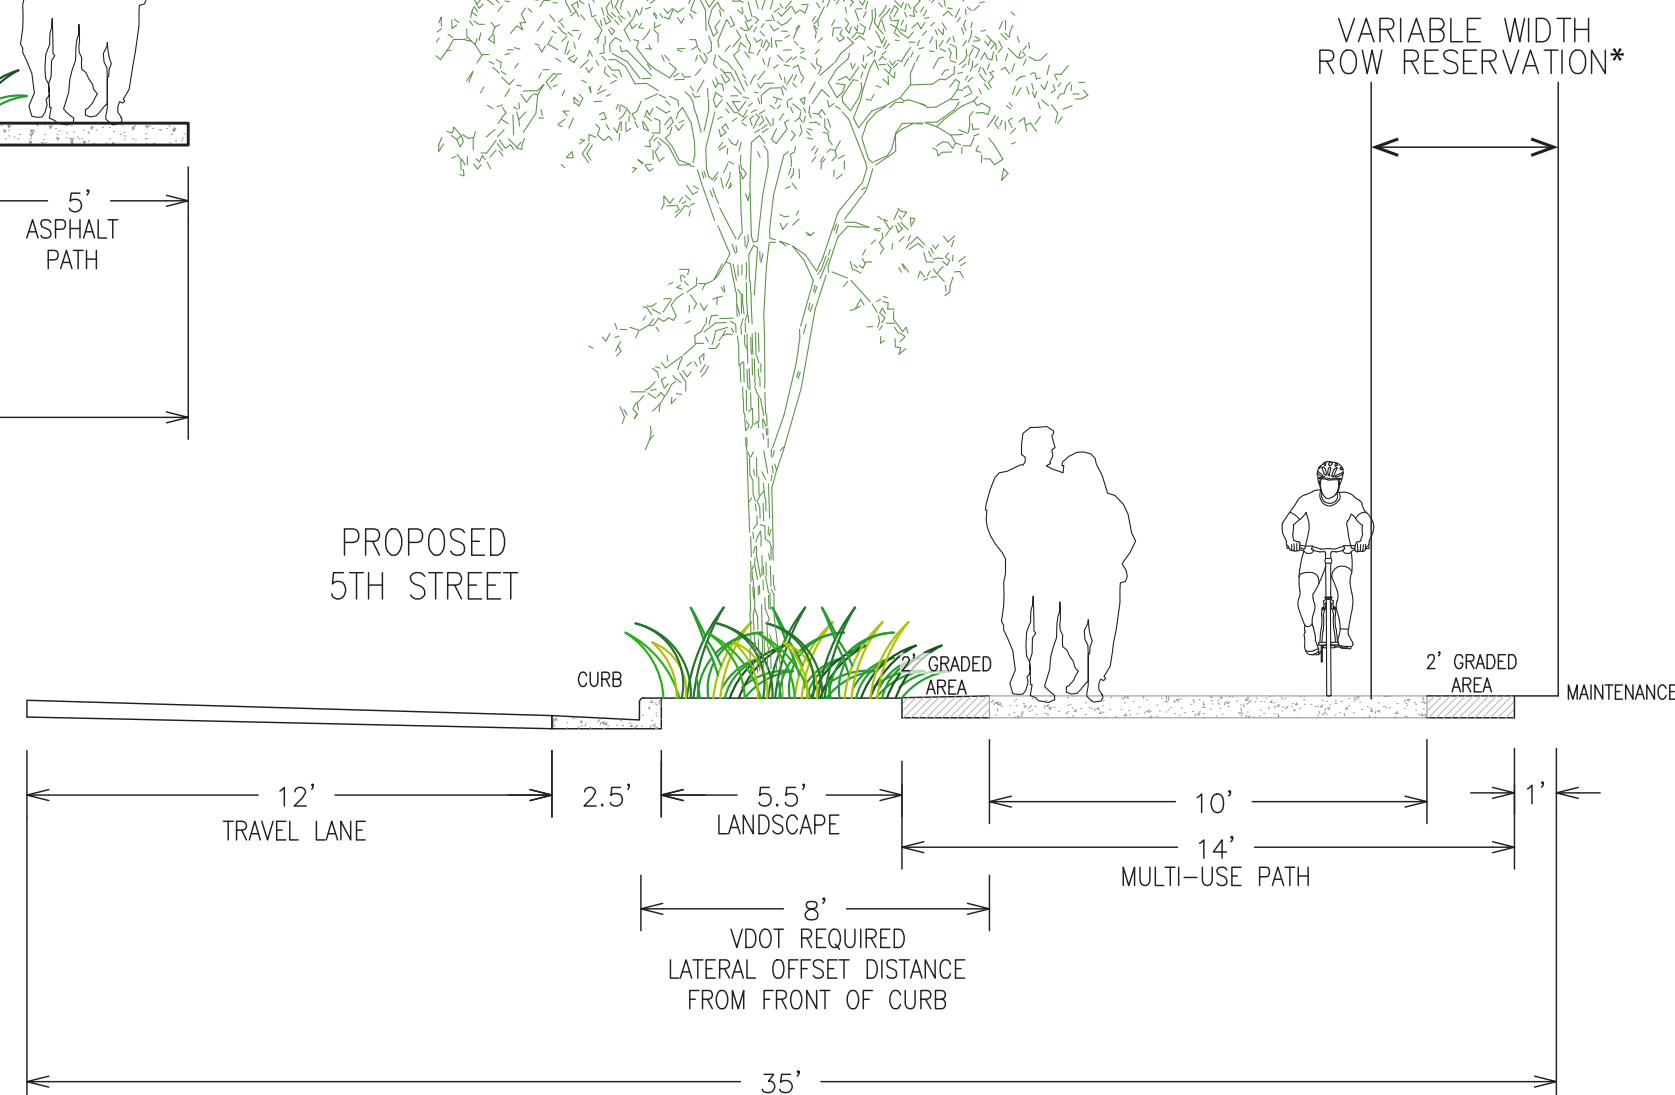 VARIABLE WIDTH
ROW RESERVATION*
5'
ASPHALT
PATH
PROPOSED
5TH STREET
CURB
2' GRADED
AREA
2' GRADED
AREA
MAINTENANCE
12'
TRAVEL LANE
2.5'
5.5'
LANDSCAPE
10'
1'
14'
MULTI-USE PATH
8'
VDOT REQUIRED
LATERAL OFFSET DISTANCE
FROM FRONT OF CURB
35'